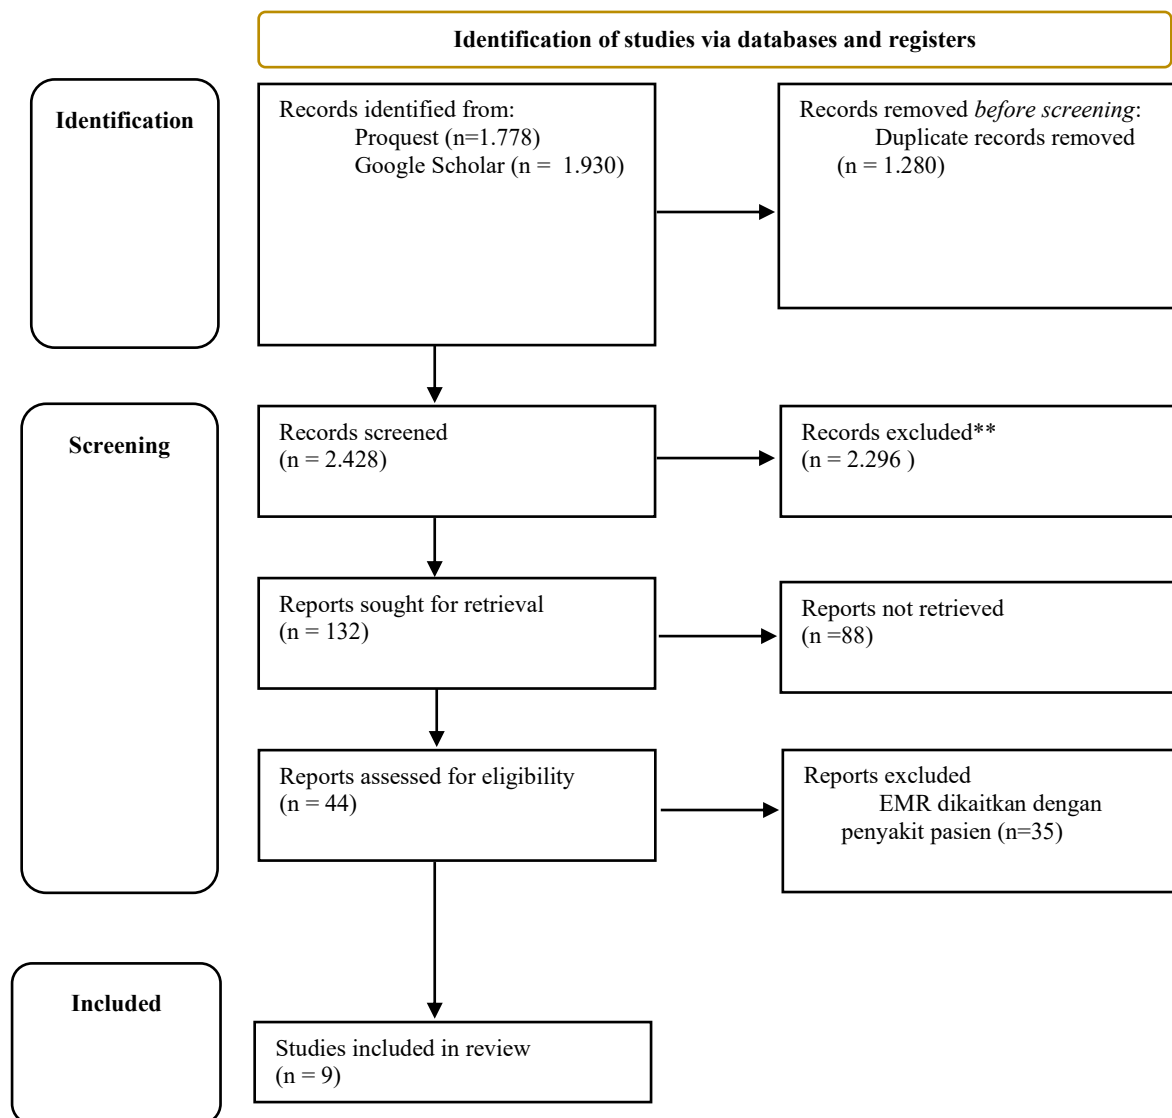 Identification of studies via databases and registers
Identification
Records identified from:
Proquest (n=1.778)
Google Scholar (n = 1.930)
Records removed before screening:
Duplicate records removed
(n = 1.280)
Screening
Records screened
(n = 2.428)
Records excluded**
(n = 2.296 )
Reports sought for retrieval
(n = 132)
Reports not retrieved
(n =88)
Reports assessed for eligibility
(n = 44)
Reports excluded
EMR dikaitkan dengan
penyakit pasien (n=35)
Included
Studies included in review
(n = 9)